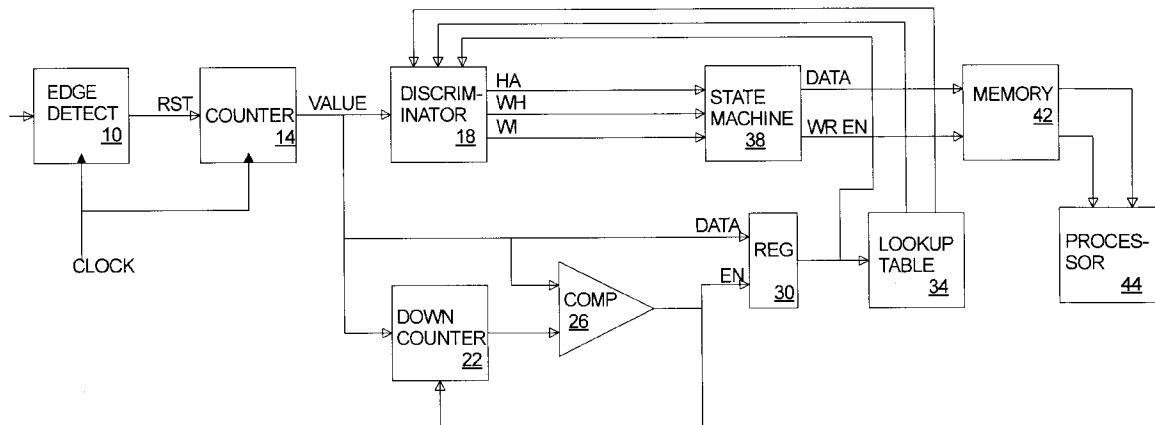 EDGE
DETECT
10
RST
COUNTER
14
VALUE
DISCRIM-
INATOR
18
HA
WH
WI
STATE
MACHINE
38
DATA
WR EN
MEMORY
42
CLOCK
DOWN
COUNTER
22
COMP
26
DATA
EN
REG
30
LOOKUP
TABLE
34
PROCES-
SOR
44